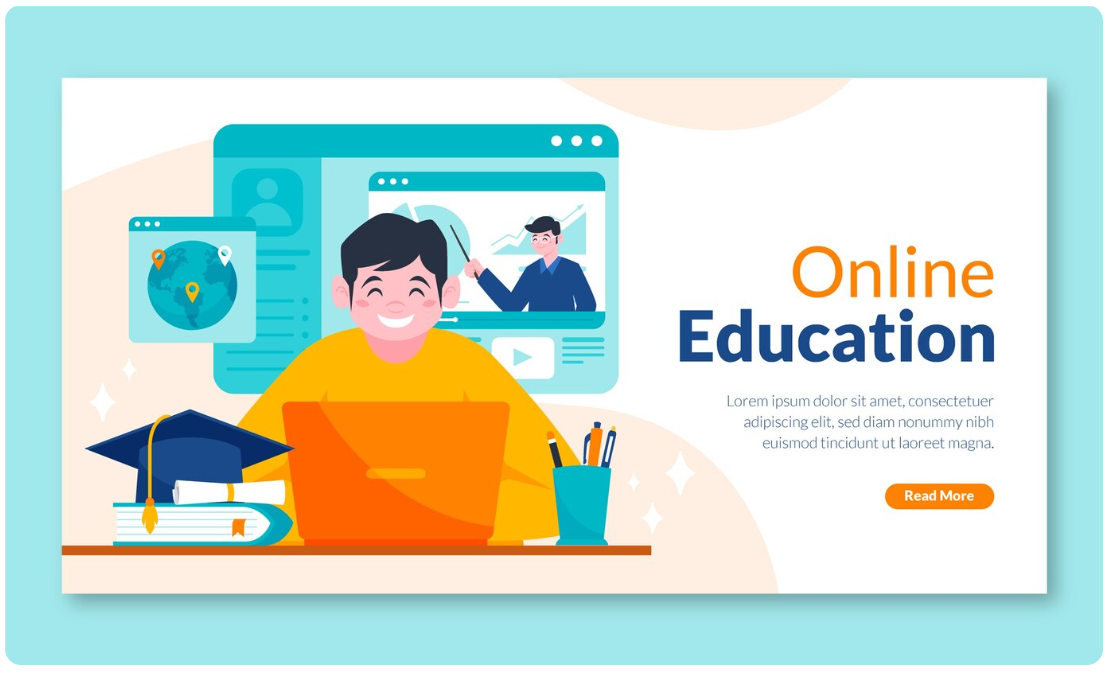 Online
Education
Lorem ipsum dolor sit amet, consectetuer
adipiscing elit, sed diam nonummy nibh
euismod tincidunt ut laoreet magna.
Read More